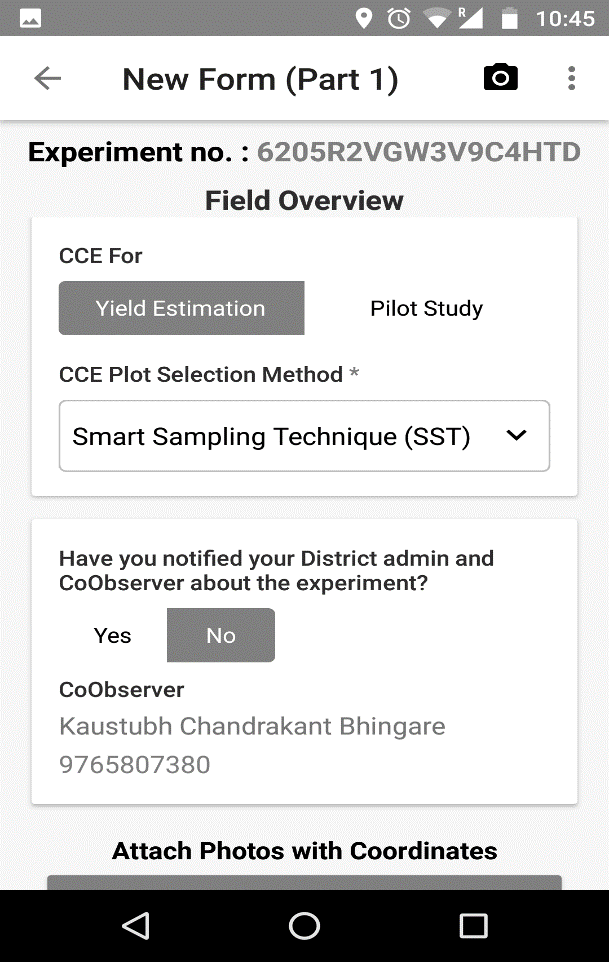 R
10:45
New Form (Part 1)
Experiment no. : 6205R2VGW3V9C4HTD
Field Overview
CCE For
Yield Estimation Pilot Study
CCE Plot Selection Method *
Smart Sampling Technique (SST)
Have you notified your District admin and
CoObserver about the experiment?
Yes No
CoObserver
Kaustubh Chandrakant Bhingare
9765807380
Attach Photos with Coordinates